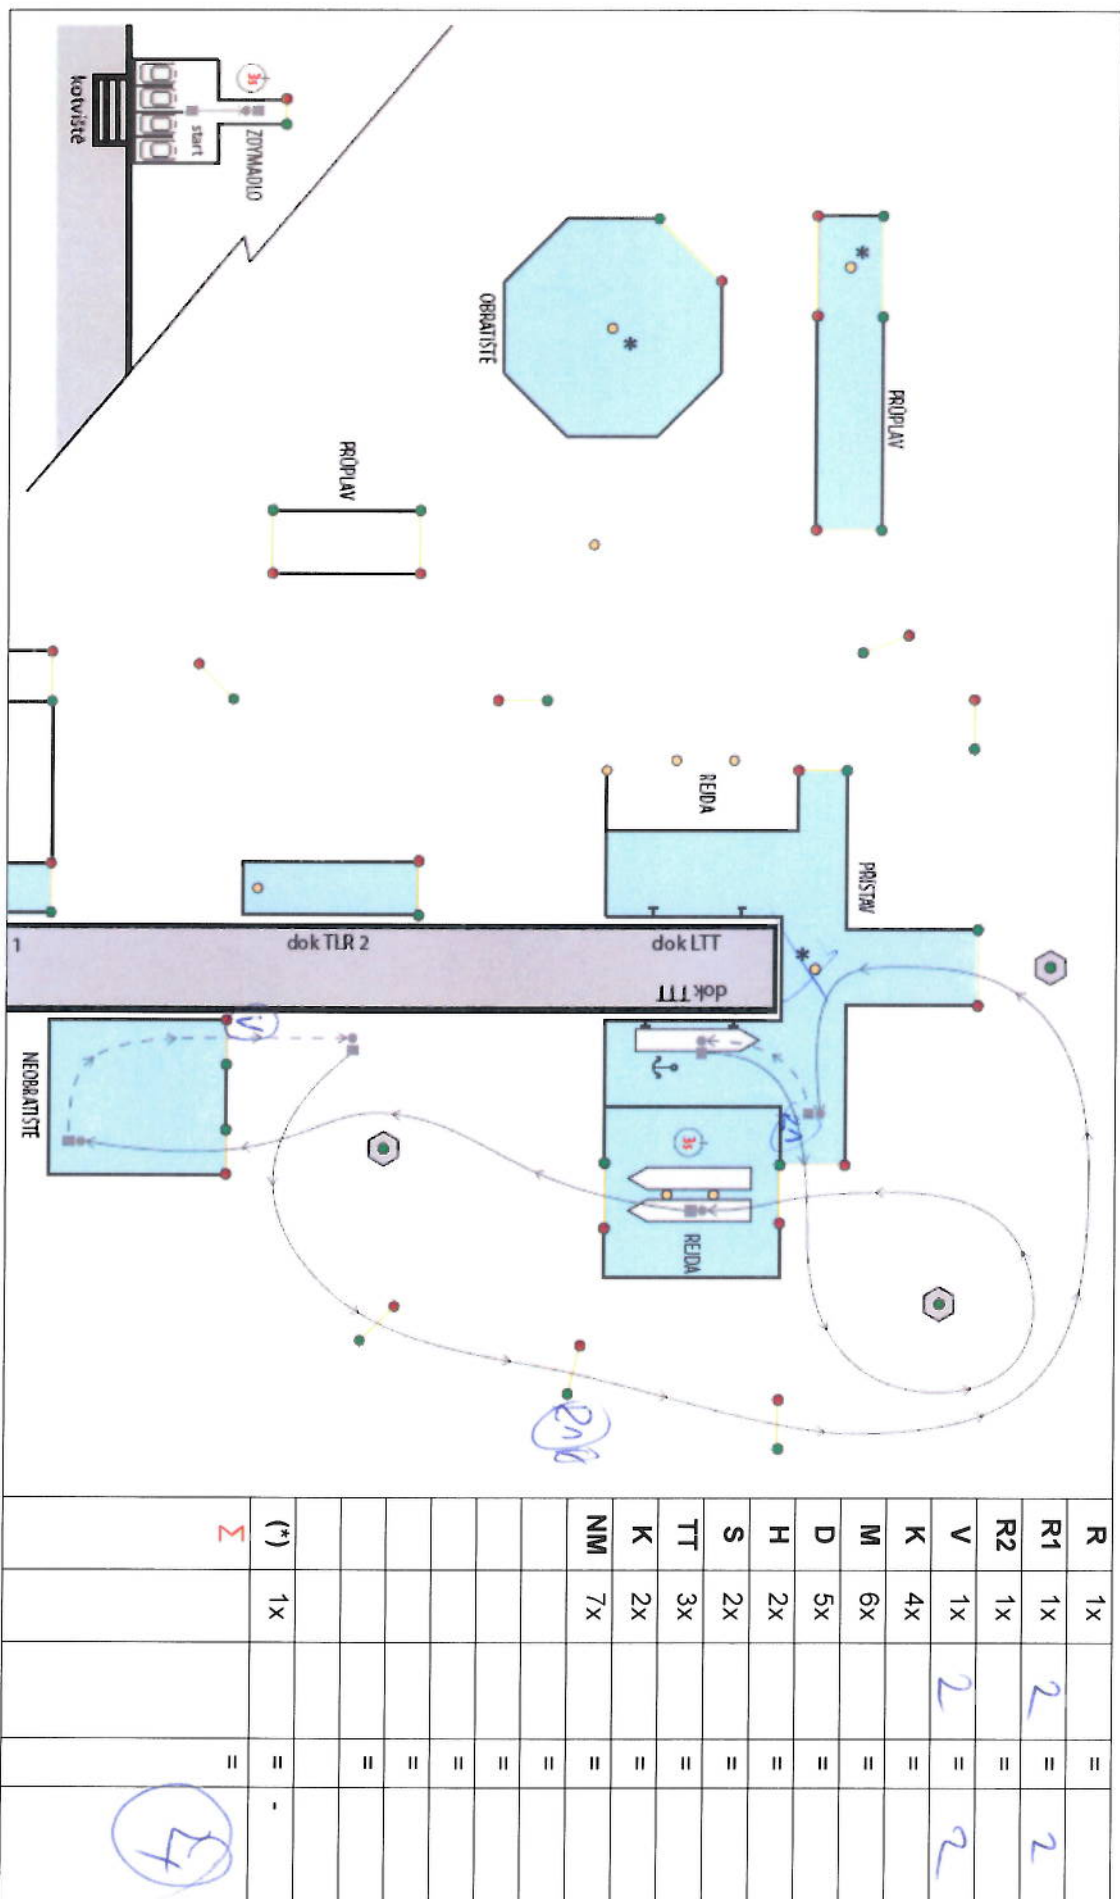 PRŮPLAV
*
PŘÍSTAV
*
REJDA
dok LTT
dok TTT
3s
REJDA
*
OBRATIŠTĚ
PRŮPLAV
dok TLR 2
3s
ZDYMADLO
start
kotviště
1
NEOBRATIŠTĚ
R 1x =
R1 1x 2 = 2
R2 1x =
V 1x 2 = 2
K 4x =
M 6x =
D 5x =
H 2x =
S 2x =
TT 3x =
K 2x =
NM 7x =
=
=
=
=
=
(*) 1x = -
Σ = 4